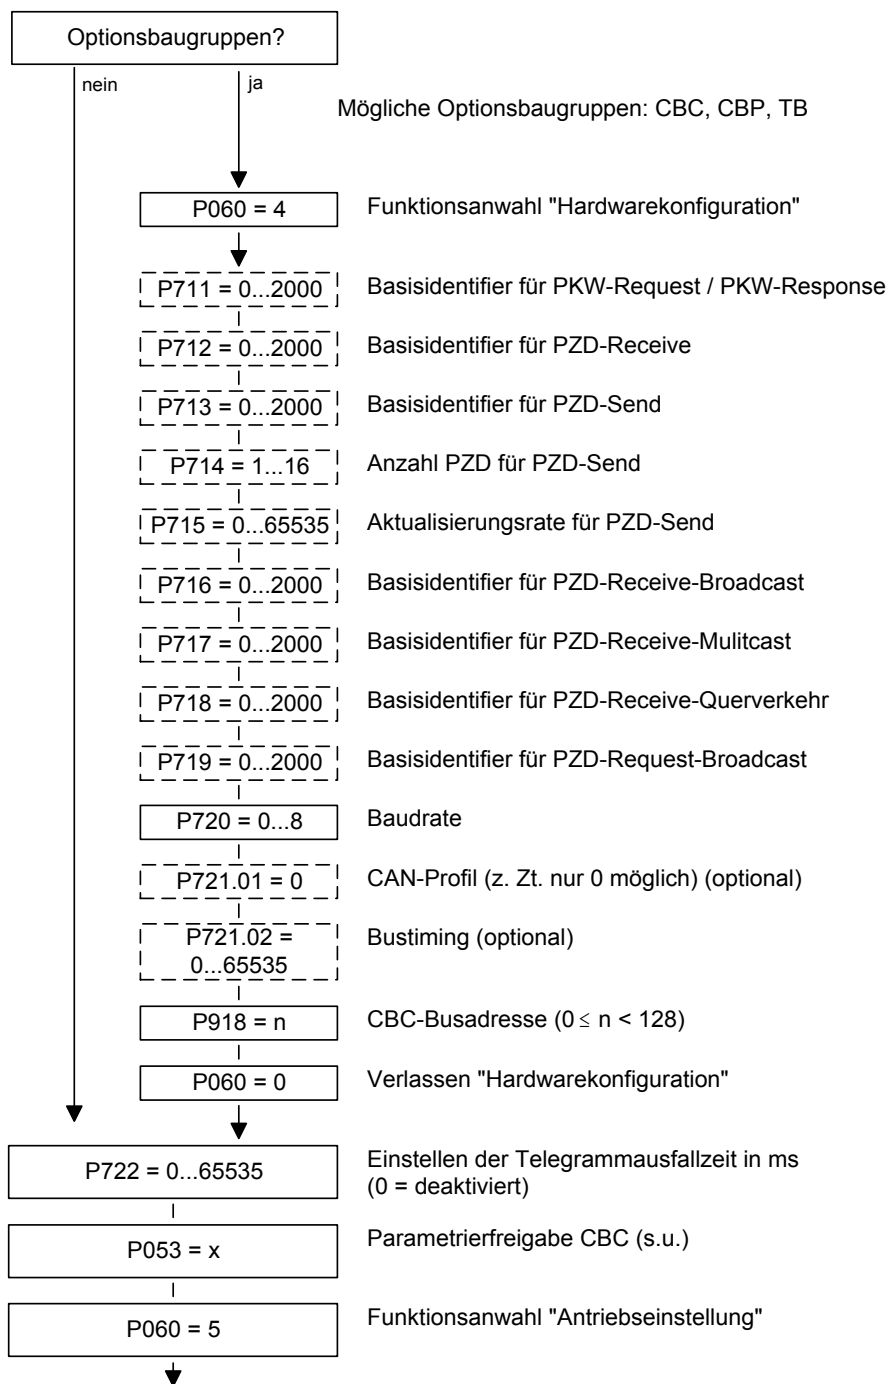 Optionsbaugruppen?
nein
ja
Mögliche Optionsbaugruppen: CBC, CBP, TB
P060 = 4
Funktionsanwahl "Hardwarekonfiguration"
P711 = 0...2000
Basisidentifier für PKW-Request / PKW-Response
P712 = 0...2000
Basisidentifier für PZD-Receive
P713 = 0...2000
Basisidentifier für PZD-Send
P714 = 1...16
Anzahl PZD für PZD-Send
P715 = 0...65535
Aktualisierungsrate für PZD-Send
P716 = 0...2000
Basisidentifier für PZD-Receive-Broadcast
P717 = 0...2000
Basisidentifier für PZD-Receive-Mulitcast
P718 = 0...2000
Basisidentifier für PZD-Receive-Querverkehr
P719 = 0...2000
Basisidentifier für PZD-Request-Broadcast
P720 = 0...8
Baudrate
P721.01 = 0
CAN-Profil (z. Zt. nur 0 möglich) (optional)
P721.02 =
0...65535
Bustiming (optional)
P918 = n
CBC-Busadresse (0 ≤ n < 128)
P060 = 0
Verlassen "Hardwarekonfiguration"
P722 = 0...65535
Einstellen der Telegrammausfallzeit in ms
(0 = deaktiviert)
P053 = x
Parametrierfreigabe CBC (s.u.)
P060 = 5
Funktionsanwahl "Antriebseinstellung"